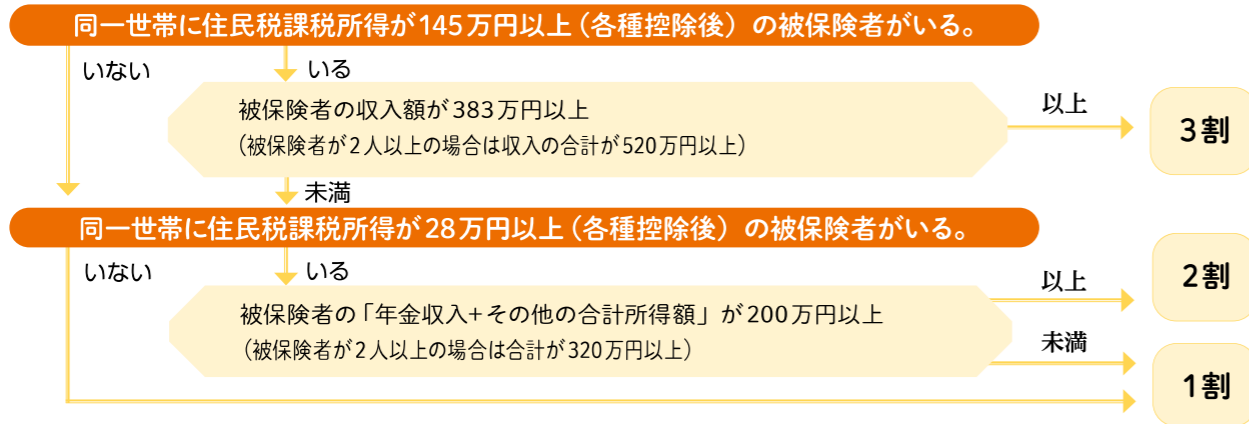 同一世帯に住民税課税所得が145万円以上（各種控除後）の被保険者がいる。
いない
いる
被保険者の収入額が383万円以上
（被保険者が2人以上の場合は収入の合計が520万円以上）
以上
3割
未満
同一世帯に住民税課税所得が28万円以上（各種控除後）の被保険者がいる。
いない
いる
被保険者の「年金収入+その他の合計所得額」が200万円以上
（被保険者が2人以上の場合は合計が320万円以上）
以上
2割
未満
1割